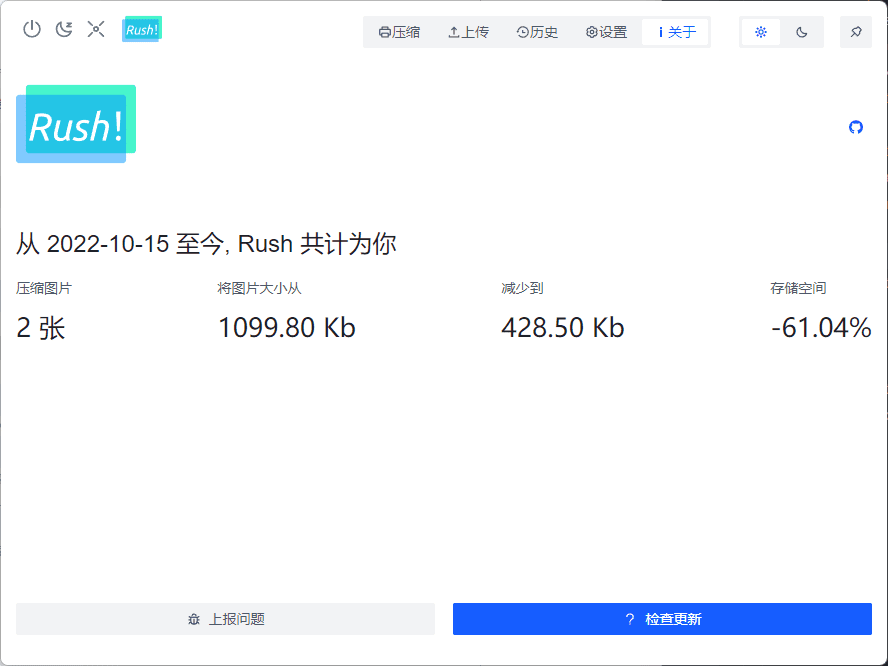 Rush! 压缩 上传 历史 设置 关于
Rush!
从 2022-10-15 至今, Rush 共计为你
压缩图片 将图片大小从 减少到 存储空间
2 张 1099.80 Kb 428.50 Kb -61.04%
上报问题 ? 检查更新